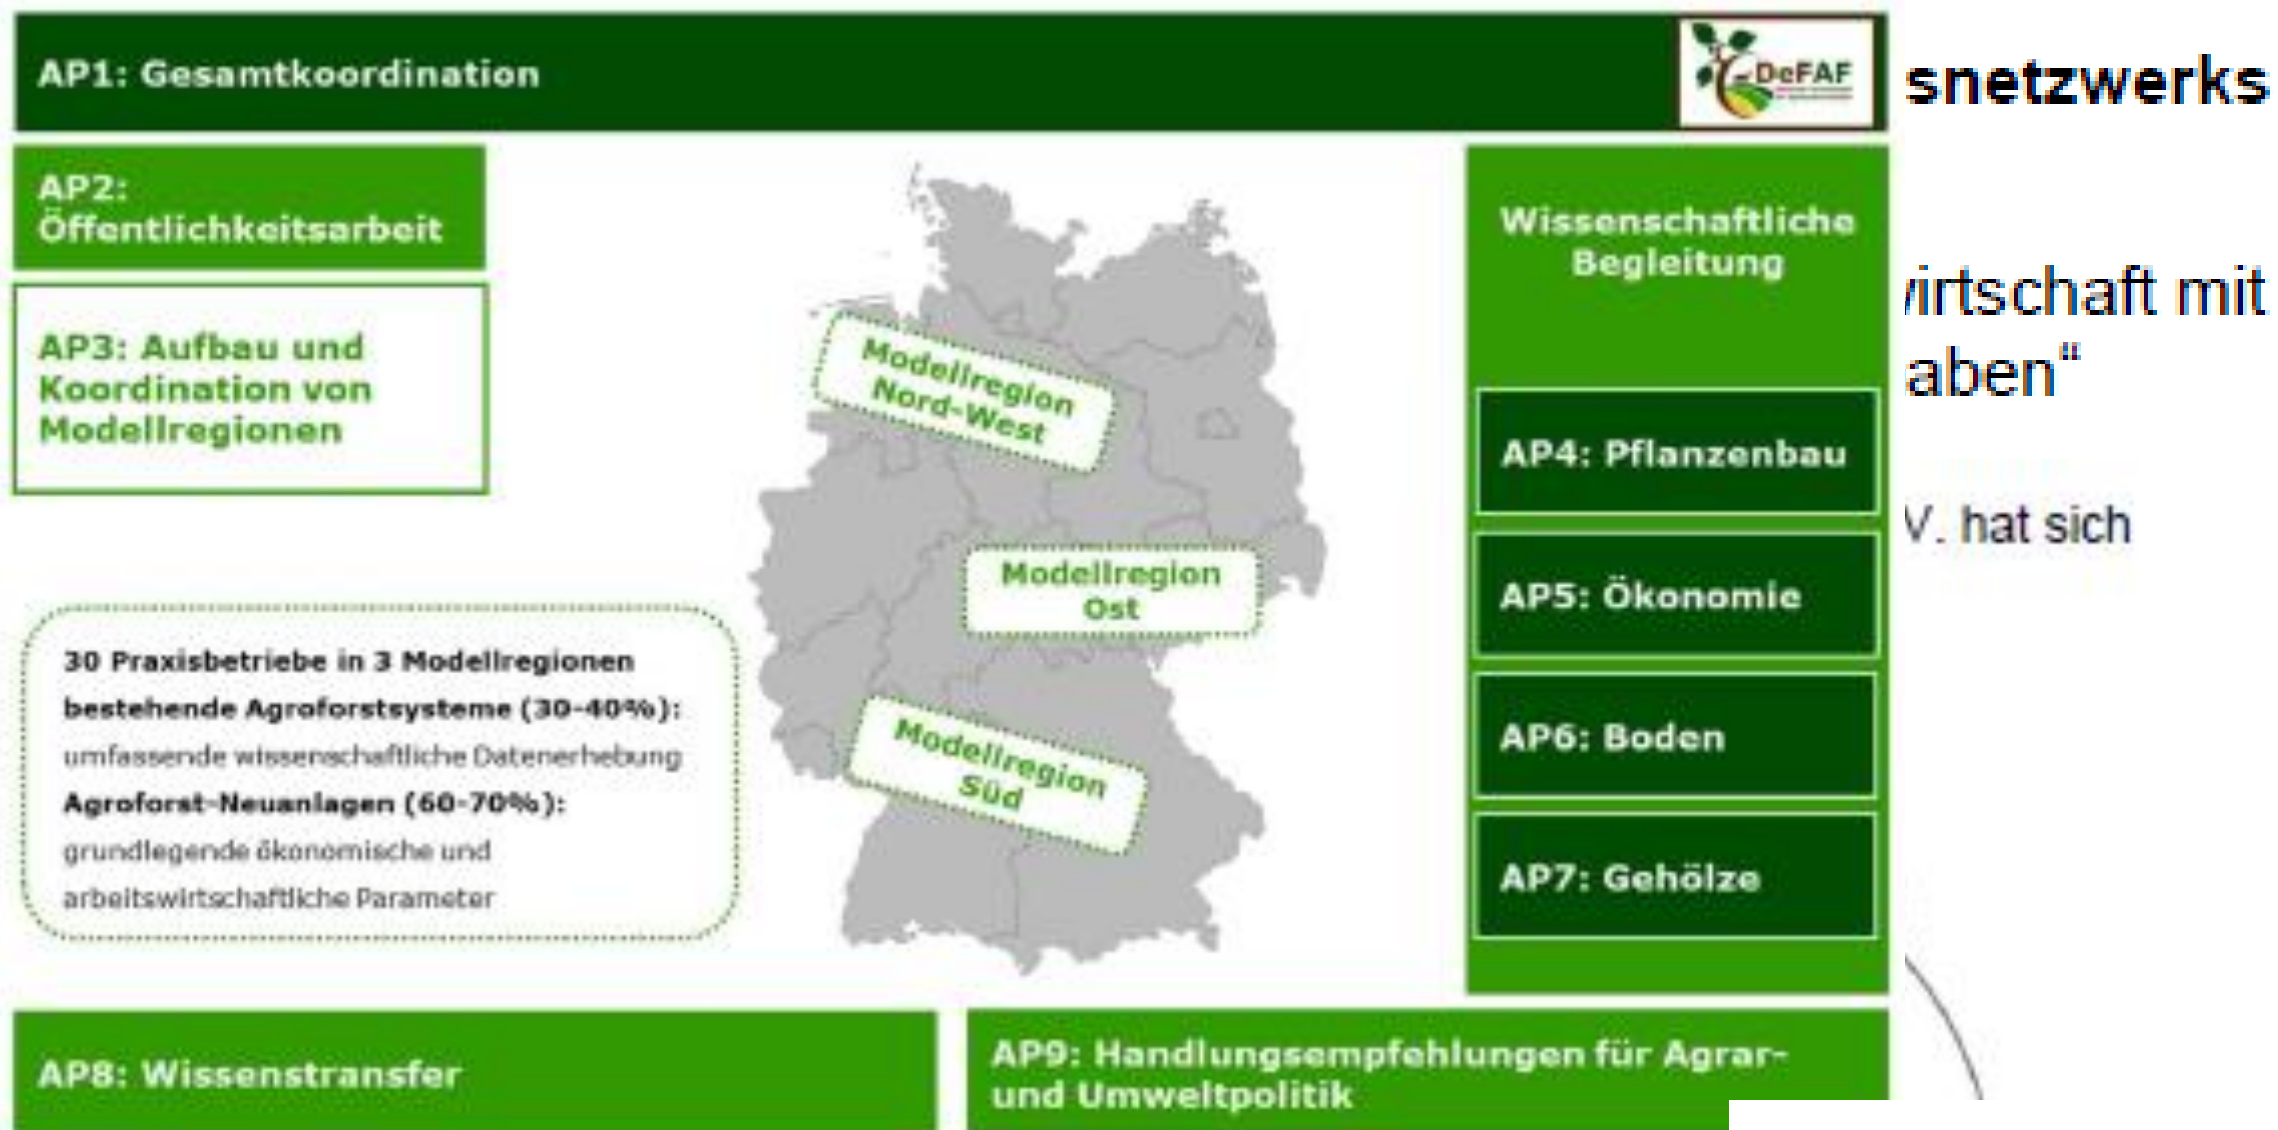 AP1: Gesamtkoordination
DeFAF
snetzwerks
AP2:
Öffentlichkeitsarbeit
AP3: Aufbau und
Koordination von
Modellregionen
Modellregion
Nord-West
Modellregion
Ost
Modellregion
Süd
30 Praxisbetriebe in 3 Modellregionen
bestehende Agroforstsysteme (30-40%):
umfassende wissenschaftliche Datenerhebung
Agroforst-Neuanlagen (60-70%):
grundlegende ökonomische und
arbeitswirtschaftliche Parameter
Wissenschaftliche
Begleitung
AP4: Pflanzenbau
AP5: Ökonomie
AP6: Boden
AP7: Gehölze
virtschaft mit
aben“
V. hat sich
AP8: Wissenstransfer
AP9: Handlungsempfehlungen für Agrar-
und Umweltpolitik